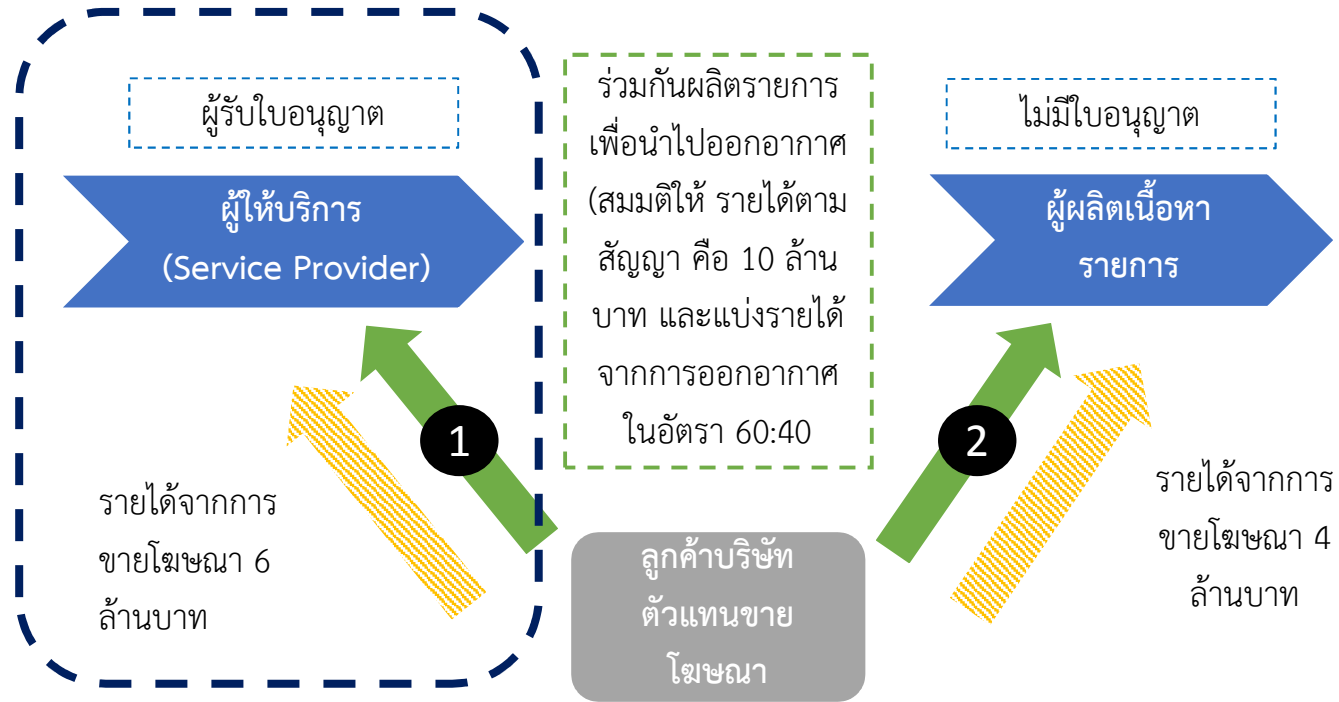 ผู้รับใบอนุญาต
ผู้ให้บริการ
(Service Provider)
1
รายได้จากการ
ขายโฆษณา 6
ล้านบาท
ร่วมกันผลิตรายการ
เพื่อนำไปออกอากาศ
(สมมติให้ รายได้ตาม
สัญญา คือ 10 ล้าน
บาท และแบ่งรายได้
จากการออกอากาศ
ในอัตรา 60:40
ลูกค้าบริษัท
ตัวแทนขาย
โฆษณา
ไม่มีใบอนุญาต
ผู้ผลิตเนื้อหา
รายการ
2
รายได้จากการ
ขายโฆษณา 4
ล้านบาท